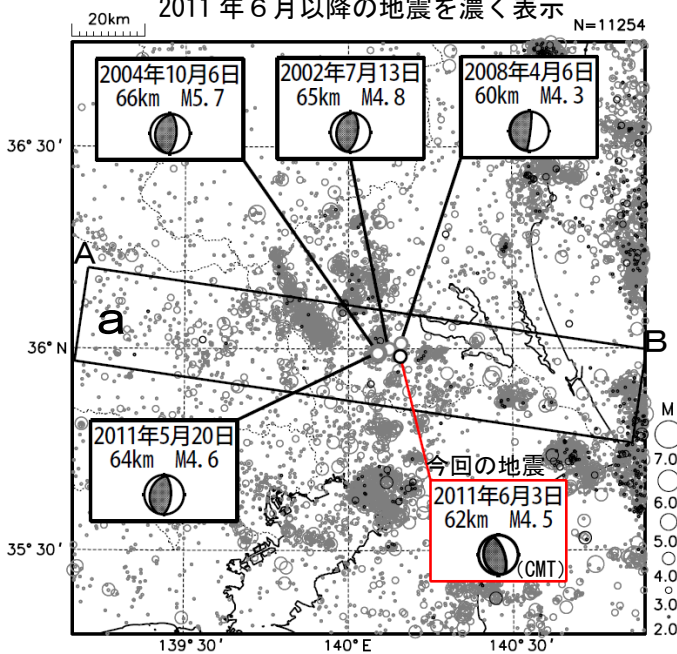 2011 年６月以降の地震を濃く表示
20km
N=11254
2004年10月6日
66km M5.7
2002年7月13日
65km M4.8
2008年4月6日
60km M4.3
36°30′
A
a
36°N
B
2011年5月20日
64km M4.6
今回の地震
2011年6月3日
62km M4.5
(CMT)
M
7.0
6.0
5.0
4.0
3.0
2.0
35°30′
139°30′
140°E
140°30′